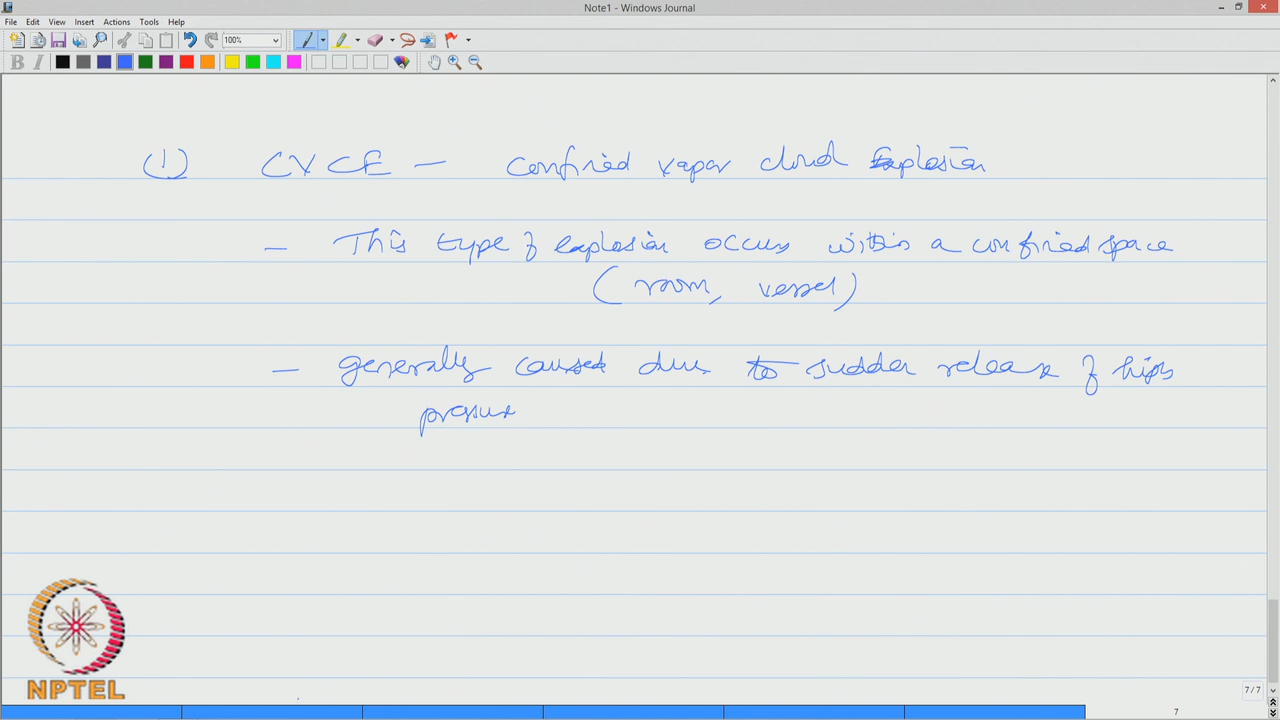 Note1 - Windows Journal
File Edit View Insert Actions Tools Help
100%
B I
(1) CVCE - Confined vapor cloud Explosion
- This type of explosion occurs within a confined space
(room, vessel)
- generally caused due to sudden release of high
pressure
NPTEL
7/7
7